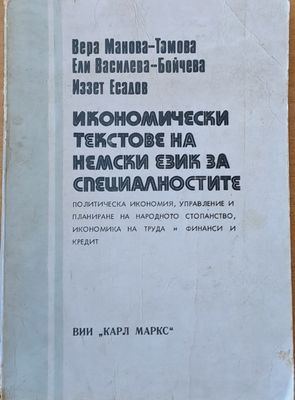 Вера Манова-Тэмова
Ели Василева-Бойчева
Иззет Есадов
ИКОНОМИЧЕСКИ
ТЕКСТОВЕ НА
НЕМСКИ ЕЗИК ЗА
СПЕЦИАЛНОСТИТЕ
ПОЛИТИЧЕСКА ИКОНОМИЯ, УПРАВЛЕНИЕ И
ПЛАНИРАНЕ НА НАРОДНОТО СТОПАНСТВО,
ИКОНОМИКА НА ТРУДА И ФИНАНСИ И
КРЕДИТ
ВИИ „КАРЛ МАРКС“